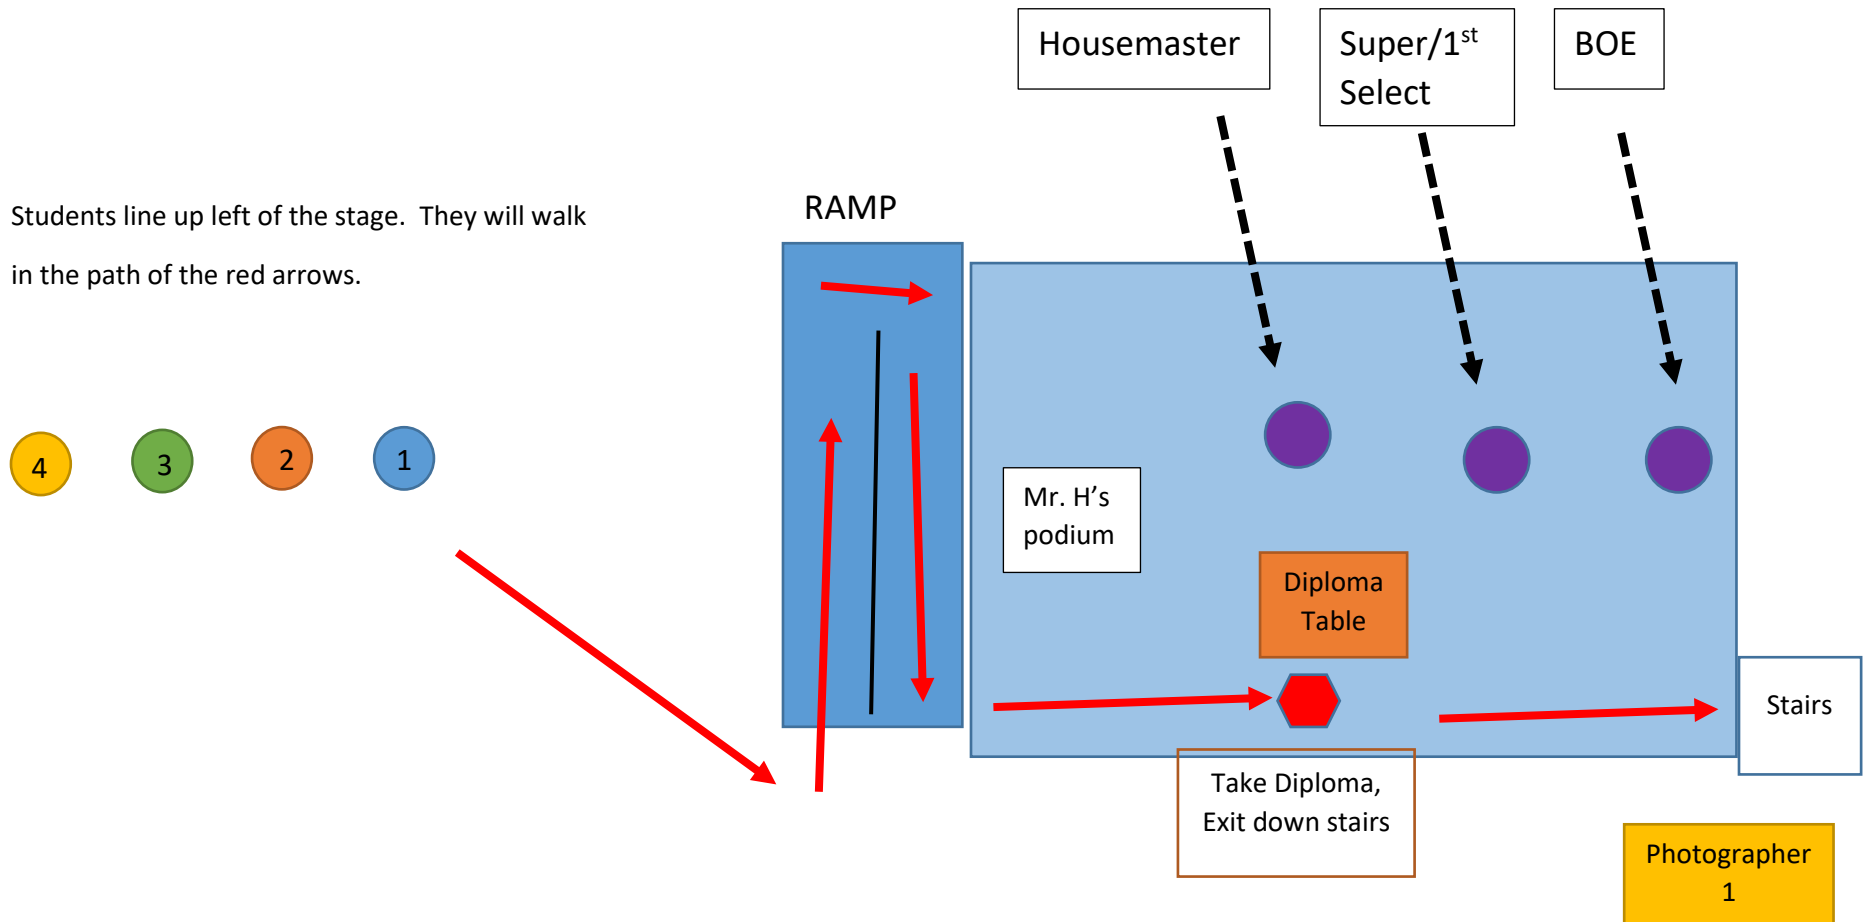 Housemaster
Super/1st
Select
BOE
Students line up left of the stage.  They will walk
in the path of the red arrows.
RAMP
4
3
2
1
Mr. H’s
podium
Diploma
Table
Stairs
Take Diploma,
Exit down stairs
Photographer
1